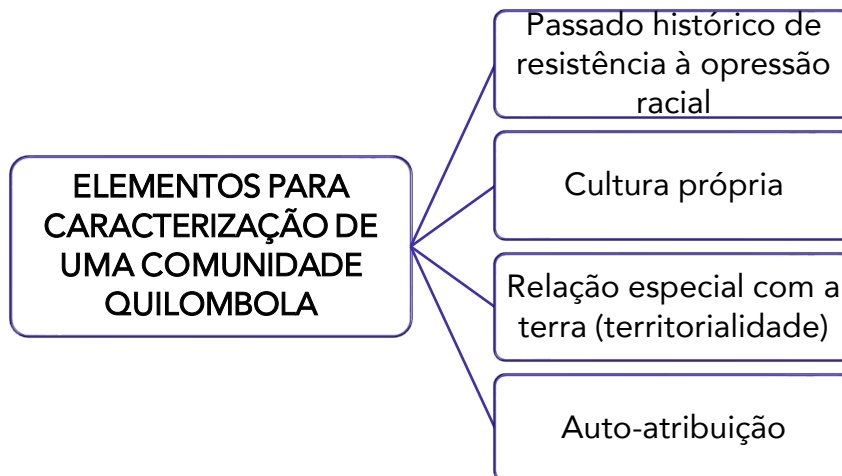 ELEMENTOS PARA
CARACTERIZAÇÃO DE
UMA COMUNIDADE
QUILOMBOLA
Passado histórico de
resistência à opressão
racial
Cultura própria
Relação especial com a
terra (territorialidade)
Auto-atribuição